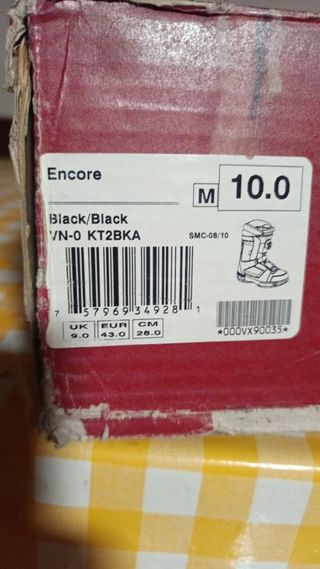 Encore
M 10.0
Black/Black
VN-0 KT2BKA
SMC-08/10
7 57969 34928 1
*000VX90035*
UK EUR CM
9.0 43.0 28.0